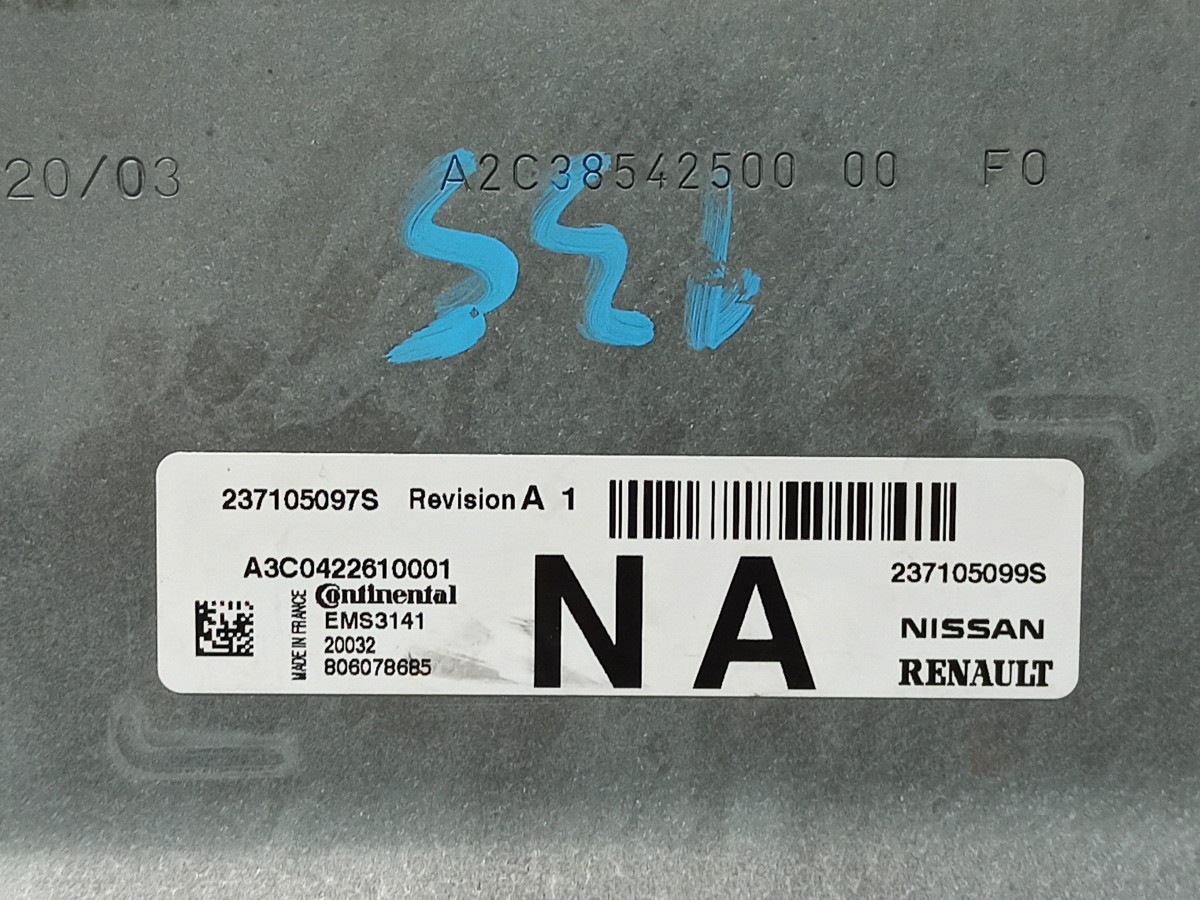 20/03 A2C38542500 00 F0
237105097S Revision A 1
A3C0422610001
Continental
MADE IN FRANCE
EMS3141
20032
806078685
NA
237105099S
NISSAN
RENAULT